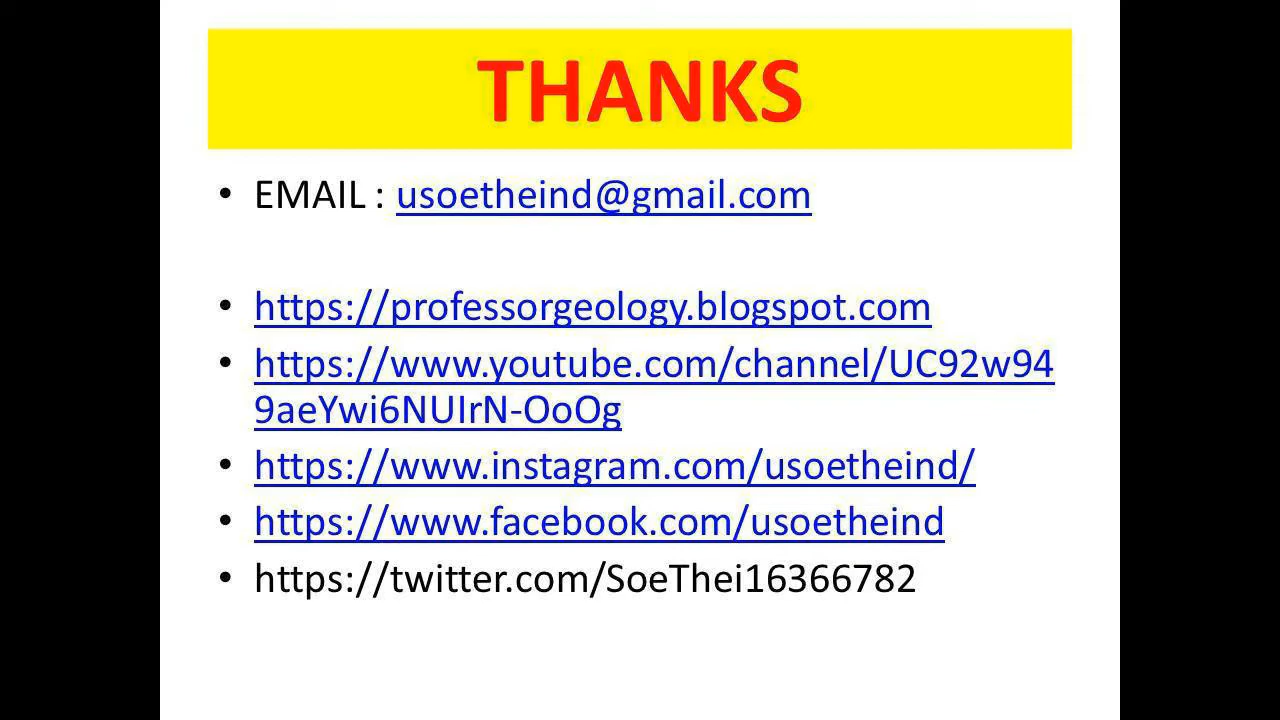 THANKS
• EMAIL : usoetheind@gmail.com
• https://professorgeology.blogspot.com
• https://www.youtube.com/channel/UC92w94
9aeYwi6NUIrN-OoOg
• https://www.instagram.com/usoetheind/
• https://www.facebook.com/usoetheind
• https://twitter.com/SoeThei16366782